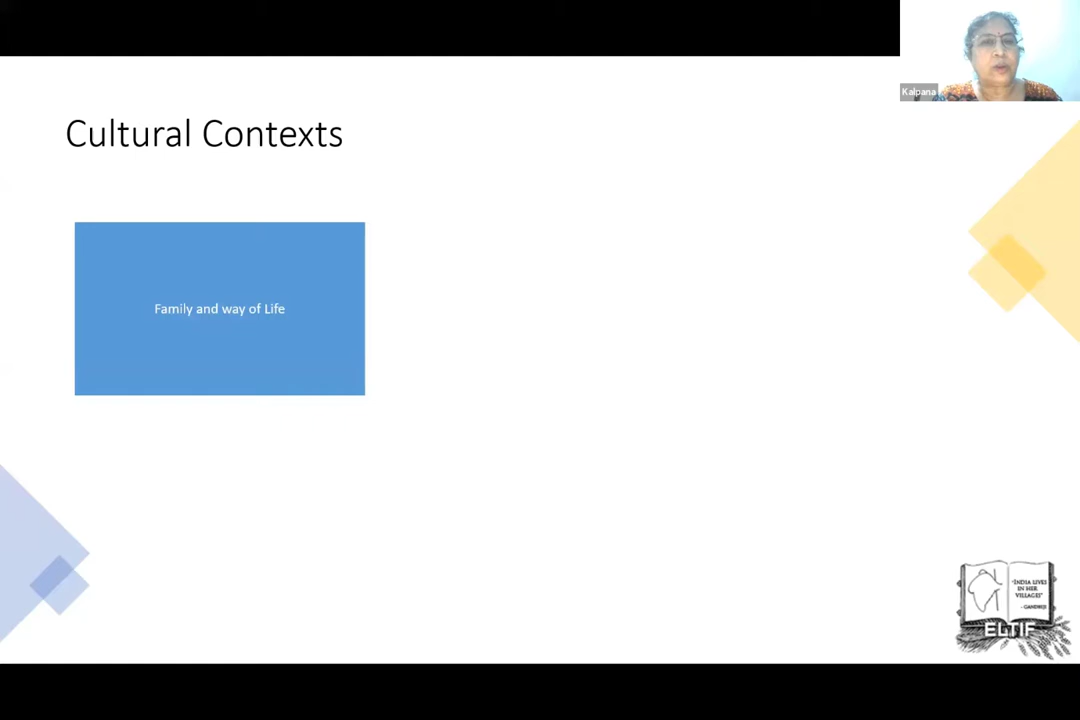 Kalpana
Cultural Contexts
Family and way of Life
"INDIA LIVES
IN HER
VILLAGES"
- GANDHIJI
ELTIF